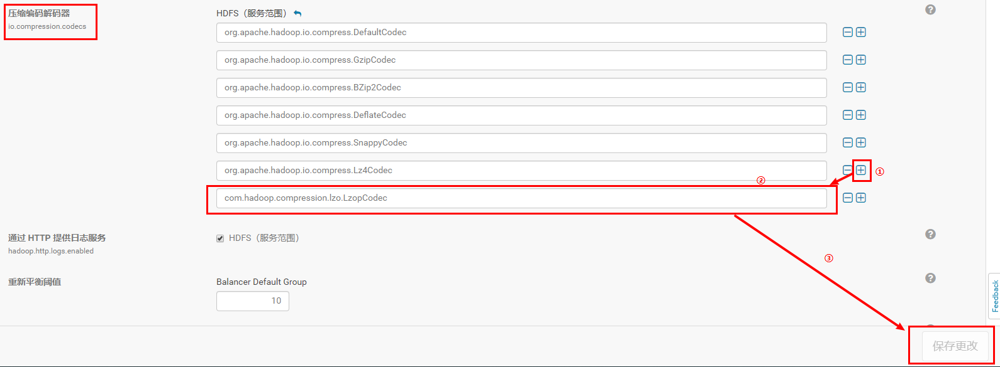 压缩编码解码器
io.compression.codecs
HDFS（服务范围）
org.apache.hadoop.io.compress.DefaultCodec
org.apache.hadoop.io.compress.GzipCodec
org.apache.hadoop.io.compress.BZip2Codec
org.apache.hadoop.io.compress.DeflateCodec
org.apache.hadoop.io.compress.SnappyCodec
org.apache.hadoop.io.compress.Lz4Codec
①
②
com.hadoop.compression.lzo.LzopCodec
通过 HTTP 提供日志服务
hadoop.http.logs.enabled
HDFS（服务范围）
③
重新平衡阈值
Balancer Default Group
10
Feedback
保存更改